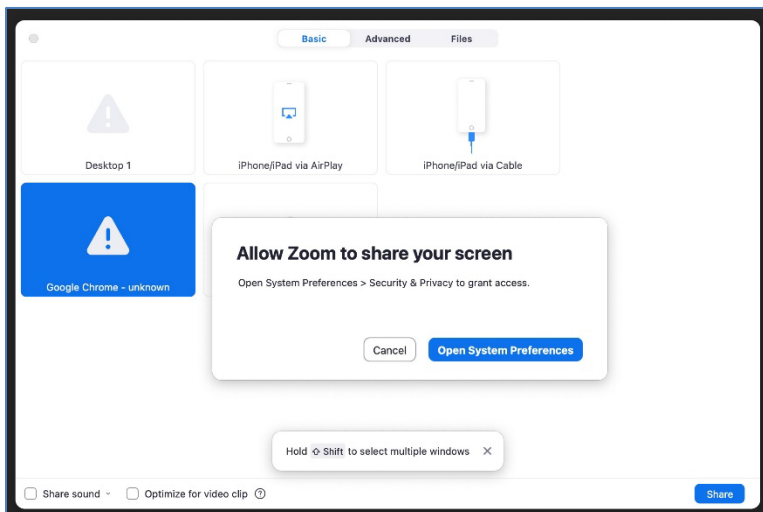 Basic Advanced Files
Desktop 1 iPhone/iPad via AirPlay iPhone/iPad via Cable
Google Chrome - unknown
Allow Zoom to share your screen
Open System Preferences > Security & Privacy to grant access.
Cancel Open System Preferences
Hold ⇧ Shift to select multiple windows
Share sound Optimize for video clip ? Share